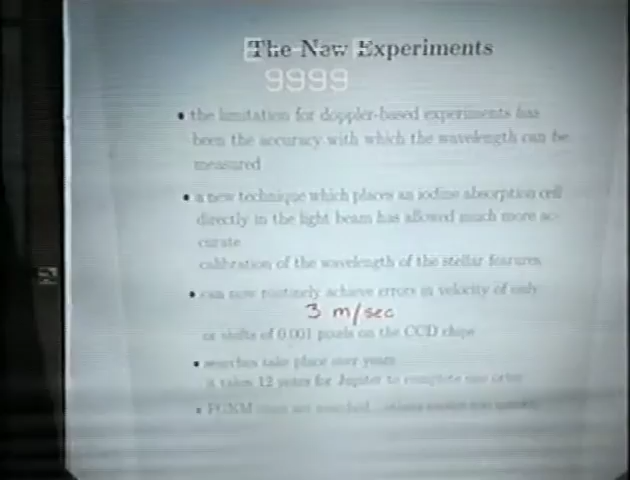 The New Experiments
9999
• the limitation for doppler-based experiments has
been the accuracy with which the wavelength can be
measured
• a new technique which places an iodine absorption cell
directly in the light beam has allowed much more ac-
curate
calibration of the wavelength of the stellar features
• can now routinely achieve errors in velocity of only
3 m/sec
or shifts of 0.001 pixels on the CCD chips
• searches take place over years
it takes 12 years for Jupiter to complete one orbit